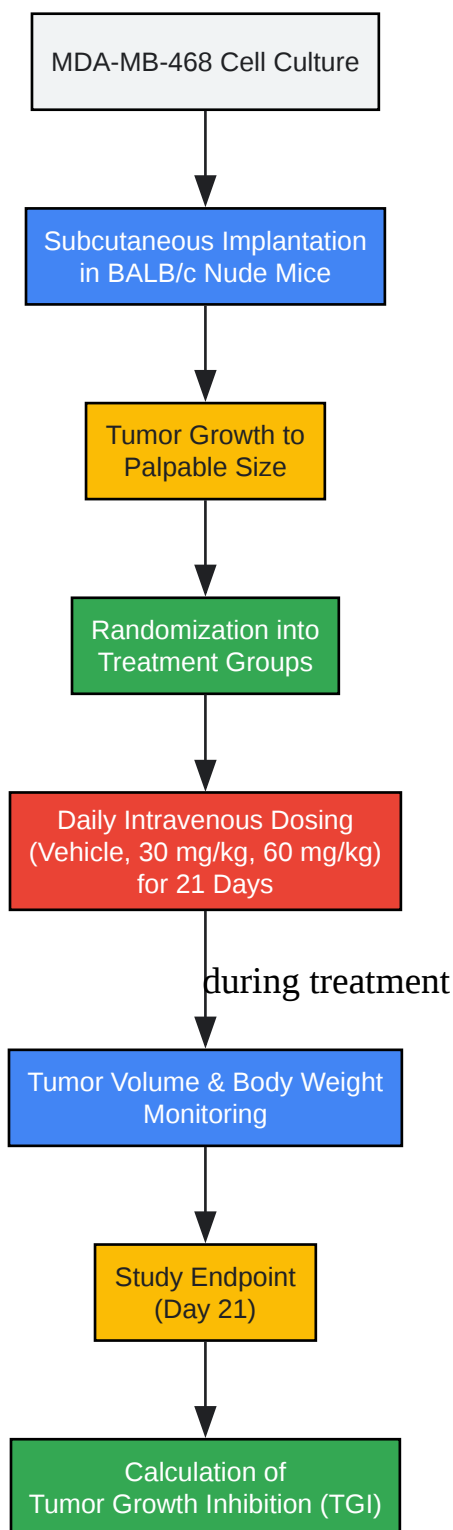 MDA-MB-468 Cell Culture
Subcutaneous Implantation
in BALB/c Nude Mice
Tumor Growth to
Palpable Size
Randomization into
Treatment Groups
Daily Intravenous Dosing
(Vehicle, 30 mg/kg, 60 mg/kg)
for 21 Days
during treatment
Tumor Volume & Body Weight
Monitoring
Study Endpoint
(Day 21)
Calculation of
Tumor Growth Inhibition (TGI)